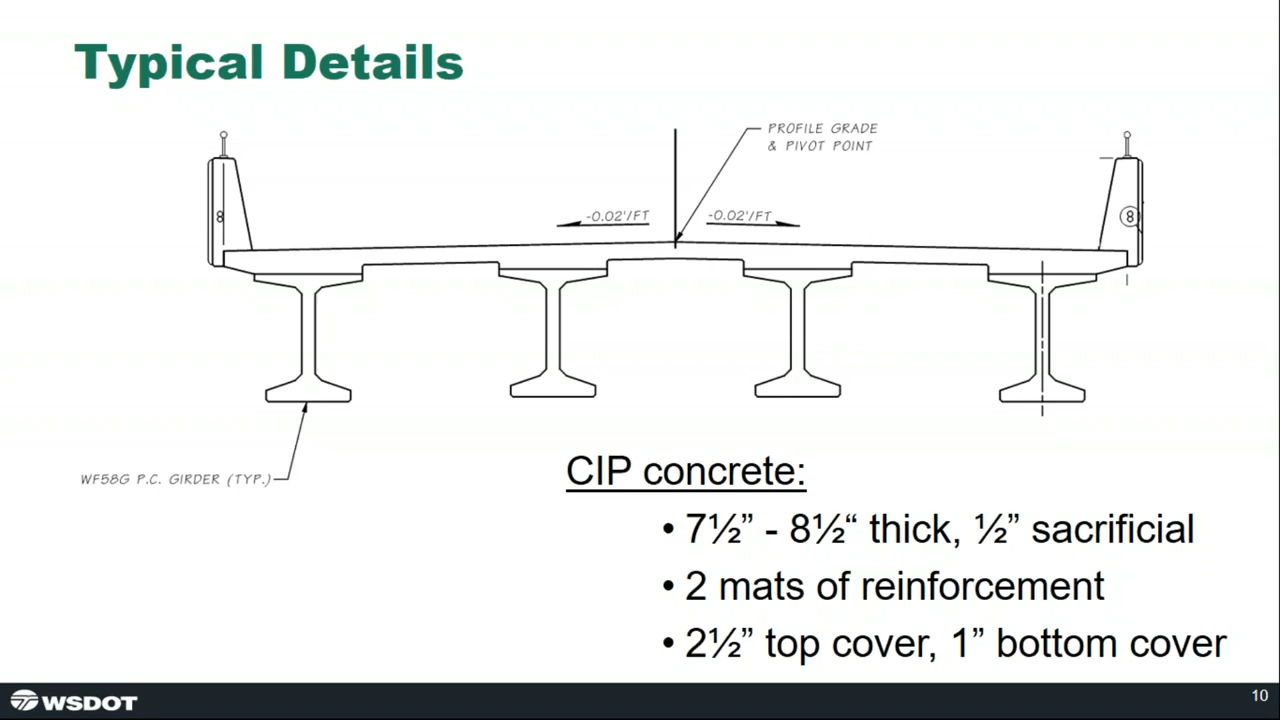 Typical Details
PROFILE GRADE
& PIVOT POINT
-0.02'/FT
-0.02'/FT
8
8
WF58G P.C. GIRDER (TYP.)
CIP concrete:
• 7½” - 8½“ thick, ½” sacrificial
• 2 mats of reinforcement
• 2½” top cover, 1” bottom cover
WSDOT
10